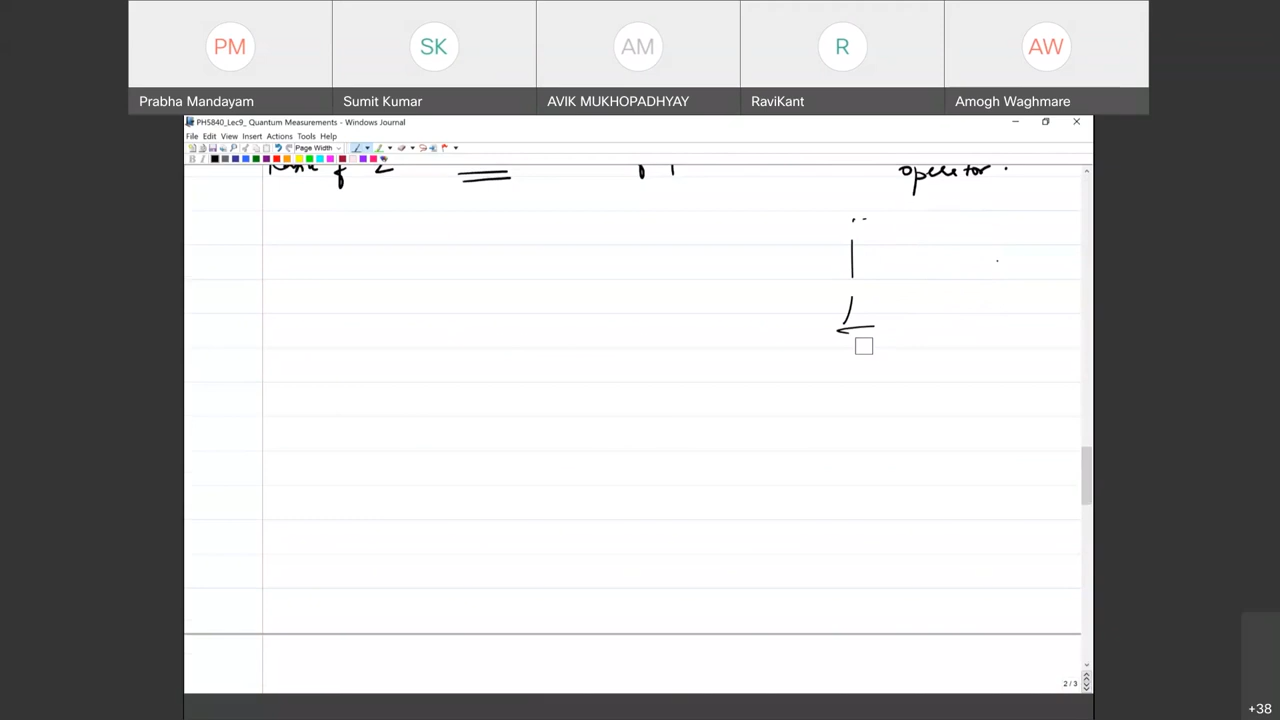 PM SK AM R AW
Prabha Mandayam Sumit Kumar AVIK MUKHOPADHYAY RaviKant Amogh Waghmare
PH5840_Lec9_ Quantum Measurements - Windows Journal
File Edit View Insert Actions Tools Help
Page Width
B I
operator.
2 / 3
+38